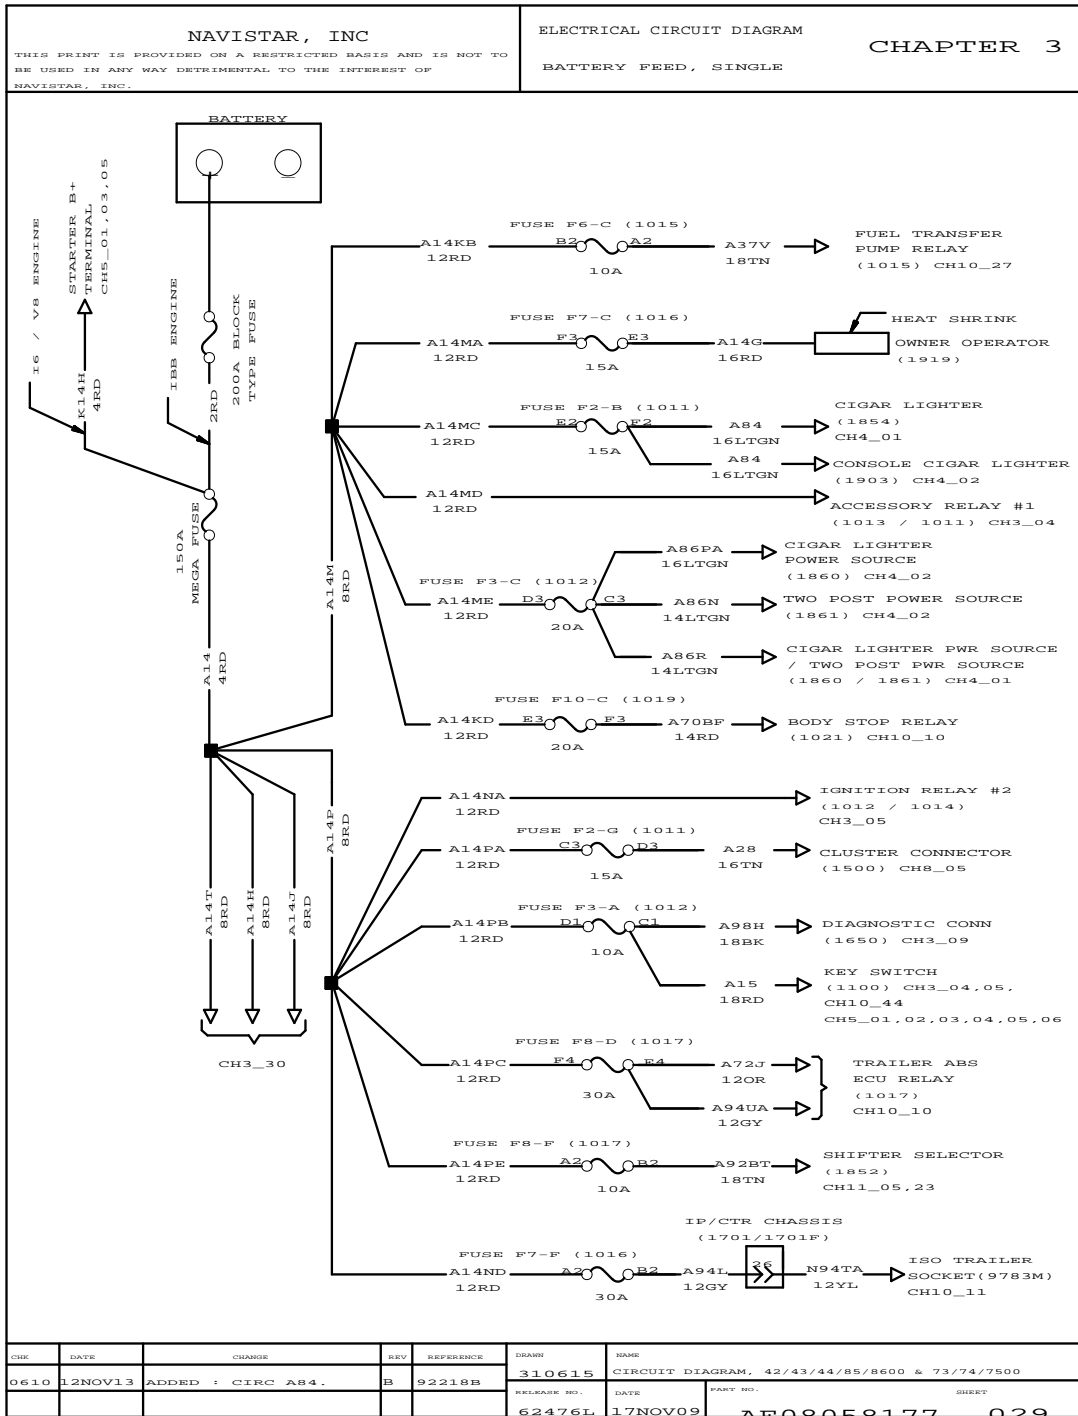 NAVISTAR, INC
THIS PRINT IS PROVIDED ON A RESTRICTED BASIS AND IS NOT TO
BE USED IN ANY WAY DETRIMENTAL TO THE INTEREST OF
NAVISTAR, INC.
ELECTRICAL CIRCUIT DIAGRAM
BATTERY FEED, SINGLE
CHAPTER 3
BATTERY
I6 / V8 ENGINE
STARTER B+
TERMINAL
CH5_01,03,05
K14H
4RD
IBB ENGINE
2RD
200A BLOCK
TYPE FUSE
150A
MEGA FUSE
A14
4RD
A14M
8RD
A14P
8RD
A14T
8RD
A14H
8RD
A14J
8RD
CH3_30
FUSE F6-C (1015)
A14KB
12RD
B2
A2
10A
A37V
18TN
FUEL TRANSFER
PUMP RELAY
(1015) CH10_27
FUSE F7-C (1016)
A14MA
12RD
F3
E3
15A
A14G
16RD
HEAT SHRINK
OWNER OPERATOR
(1919)
FUSE F2-B (1011)
A14MC
12RD
E2
F2
15A
A84
16LTGN
CIGAR LIGHTER
(1854)
CH4_01
A84
16LTGN
CONSOLE CIGAR LIGHTER
(1903) CH4_02
A14MD
12RD
ACCESSORY RELAY #1
(1013 / 1011) CH3_04
A86PA
16LTGN
CIGAR LIGHTER
POWER SOURCE
(1860) CH4_02
FUSE F3-C (1012)
A14ME
12RD
D3
C3
20A
A86N
14LTGN
TWO POST POWER SOURCE
(1861) CH4_02
A86R
14LTGN
CIGAR LIGHTER PWR SOURCE
/ TWO POST PWR SOURCE
(1860 / 1861) CH4_01
FUSE F10-C (1019)
A14KD
12RD
E3
F3
20A
A70BF
14RD
BODY STOP RELAY
(1021) CH10_10
A14NA
12RD
IGNITION RELAY #2
(1012 / 1014)
CH3_05
FUSE F2-G (1011)
A14PA
12RD
C3
D3
15A
A28
16TN
CLUSTER CONNECTOR
(1500) CH8_05
FUSE F3-A (1012)
A14PB
12RD
D1
C1
10A
A98H
18BK
DIAGNOSTIC CONN
(1650) CH3_09
A15
18RD
KEY SWITCH
(1100) CH3_04,05,
CH10_44
CH5_01,02,03,04,05,06
FUSE F8-D (1017)
A14PC
12RD
F4
E4
30A
A72J
12OR
A94UA
12GY
TRAILER ABS
ECU RELAY
(1017)
CH10_10
FUSE F8-F (1017)
A14PE
12RD
A2
B2
10A
A92BT
18TN
SHIFTER SELECTOR
(1852)
CH11_05,23
IP/CTR CHASSIS
(1701/1701F)
FUSE F7-F (1016)
A14ND
12RD
A2
B2
30A
A94L
12GY
26
N94TA
12YL
ISO TRAILER
SOCKET(9783M)
CH10_11
CHK DATE CHANGE REV REFERENCE
0610 12NOV13 ADDED : CIRC A84. B 92218B
DRAWN
310615
NAME
CIRCUIT DIAGRAM, 42/43/44/85/8600 & 73/74/7500
RELEASE NO.
62476L
DATE
17NOV09
PART NO.
SHEET
AE08058177 029